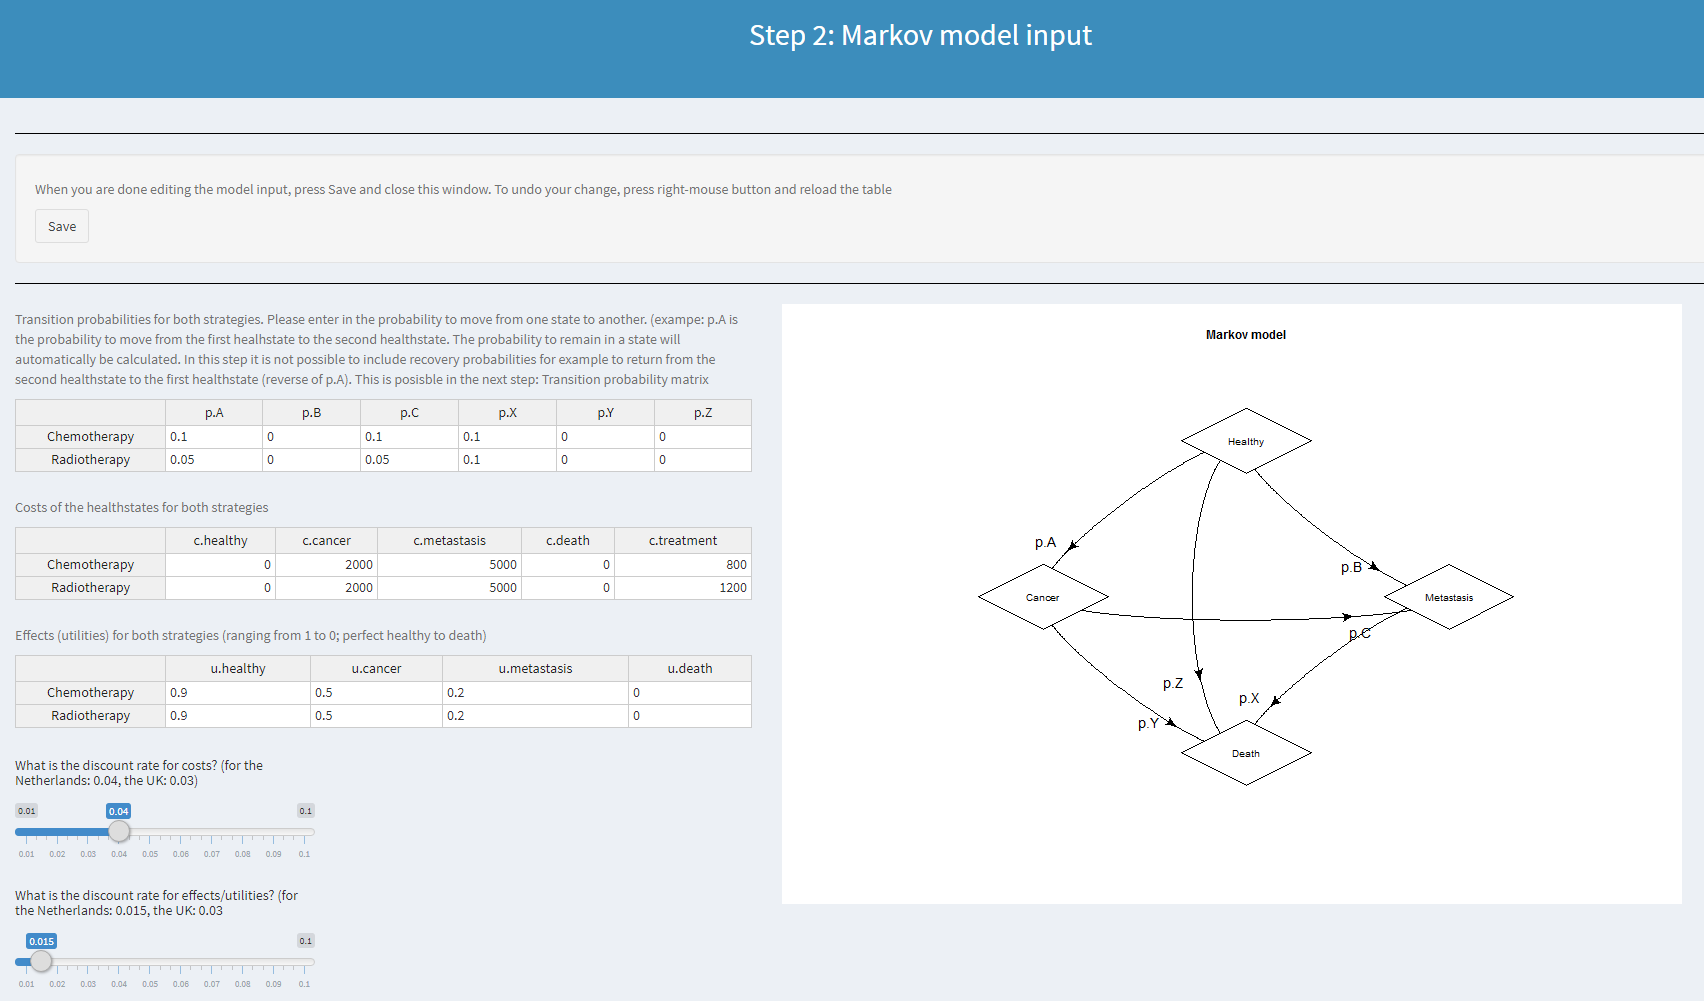 Step 2: Markov model input
When you are done editing the model input, press Save and close this window. To undo your change, press right-mouse button and reload the table
Save
Transition probabilities for both strategies. Please enter in the probability to move from one state to another. (exampe: p.A is
the probability to move from the first healhstate to the second healthstate. The probability to remain in a state will
automatically be calculated. In this step it is not possible to include recovery probabilities for example to return from the
second healthstate to the first healthstate (reverse of p.A). This is posisble in the next step: Transition probability matrix
p.A p.B p.C p.X p.Y p.Z
Chemotherapy 0.1 0 0.1 0.1 0 0
Radiotherapy 0.05 0 0.05 0.1 0 0
Costs of the healthstates for both strategies
c.healthy c.cancer c.metastasis c.death c.treatment
Chemotherapy 0 2000 5000 0 800
Radiotherapy 0 2000 5000 0 1200
Effects (utilities) for both strategies (ranging from 1 to 0; perfect healthy to death)
u.healthy u.cancer u.metastasis u.death
Chemotherapy 0.9 0.5 0.2 0
Radiotherapy 0.9 0.5 0.2 0
What is the discount rate for costs? (for the
Netherlands: 0.04, the UK: 0.03)
0.01 0.04 0.1
0.01 0.02 0.03 0.04 0.05 0.06 0.07 0.08 0.09 0.1
What is the discount rate for effects/utilities? (for
the Netherlands: 0.015, the UK: 0.03
0.015 0.1
0.01 0.02 0.03 0.04 0.05 0.06 0.07 0.08 0.09 0.1
Markov model
Healthy
p.A
p.B
Cancer
Metastasis
p.C
p.Z
p.X
p.Y
Death